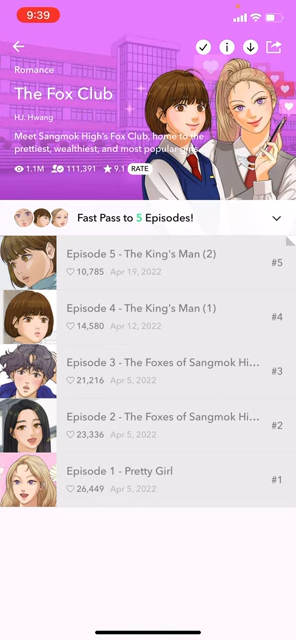 9:39
Romance
The Fox Club
HJ. Hwang
Meet Sangmok High's Fox Club, home to the
prettiest, wealthiest, and most popular girls.
1.1M 111,391 ★ 9.1 RATE
Fast Pass to 5 Episodes!
Episode 5 - The King's Man (2)
10,785 Apr 19, 2022
#5
Episode 4 - The King's Man (1)
14,580 Apr 12, 2022
#4
Episode 3 - The Foxes of Sangmok Hi...
21,216 Apr 5, 2022
#3
Episode 2 - The Foxes of Sangmok Hi...
23,336 Apr 5, 2022
#2
Episode 1 - Pretty Girl
26,449 Apr 5, 2022
#1